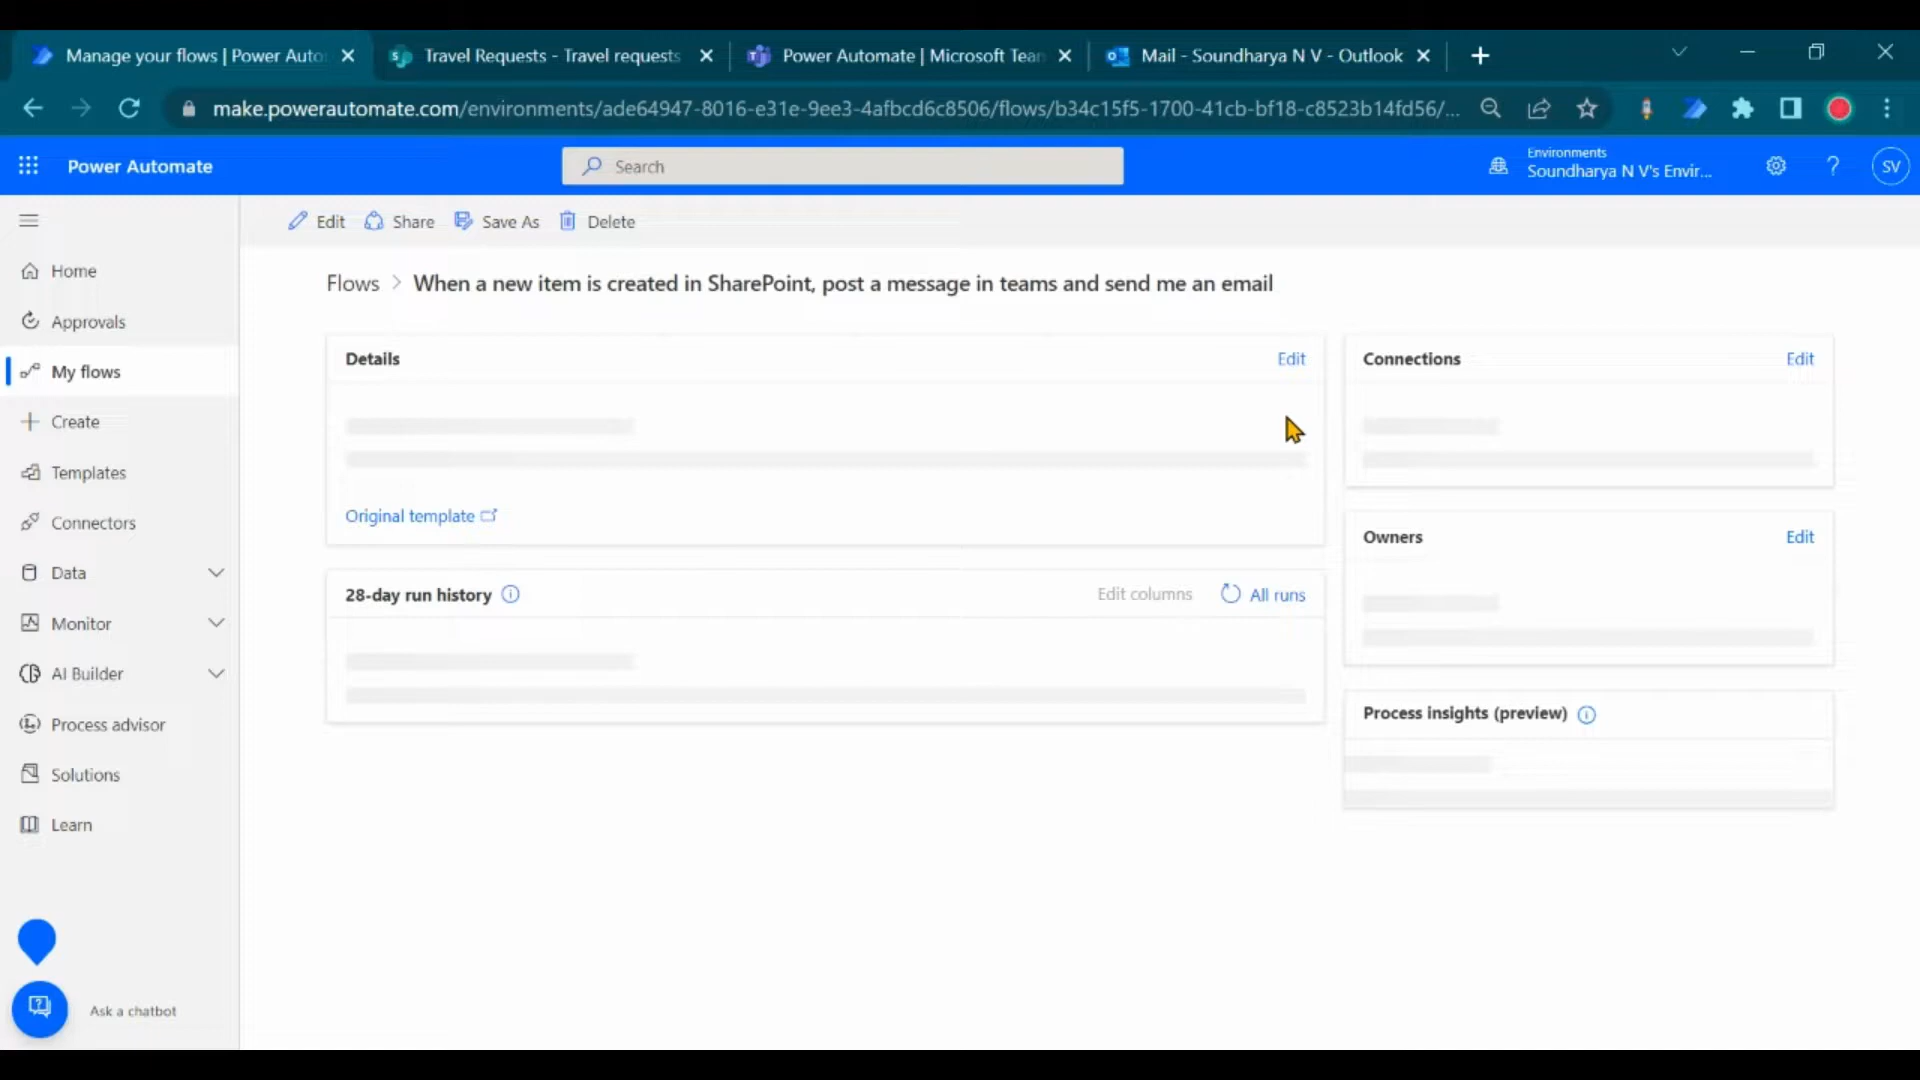 Manage your flows | Power Auto
Travel Requests - Travel requests
Power Automate | Microsoft Team
Mail - Soundharya N V - Outlook
make.powerautomate.com/environments/ade64947-8016-e31e-9ee3-4afbcd6c8506/flows/b34c15f5-1700-41cb-bf18-c8523b14fd56/...
Power Automate
Search
Environments
Soundharya N V's Envir...
SV
Edit
Share
Save As
Delete
Home
Approvals
My flows
Create
Templates
Connectors
Data
Monitor
AI Builder
Process advisor
Solutions
Learn
Ask a chatbot
Flows > When a new item is created in SharePoint, post a message in teams and send me an email
Details
Edit
Original template
28-day run history
Edit columns
All runs
Connections
Edit
Owners
Edit
Process insights (preview)